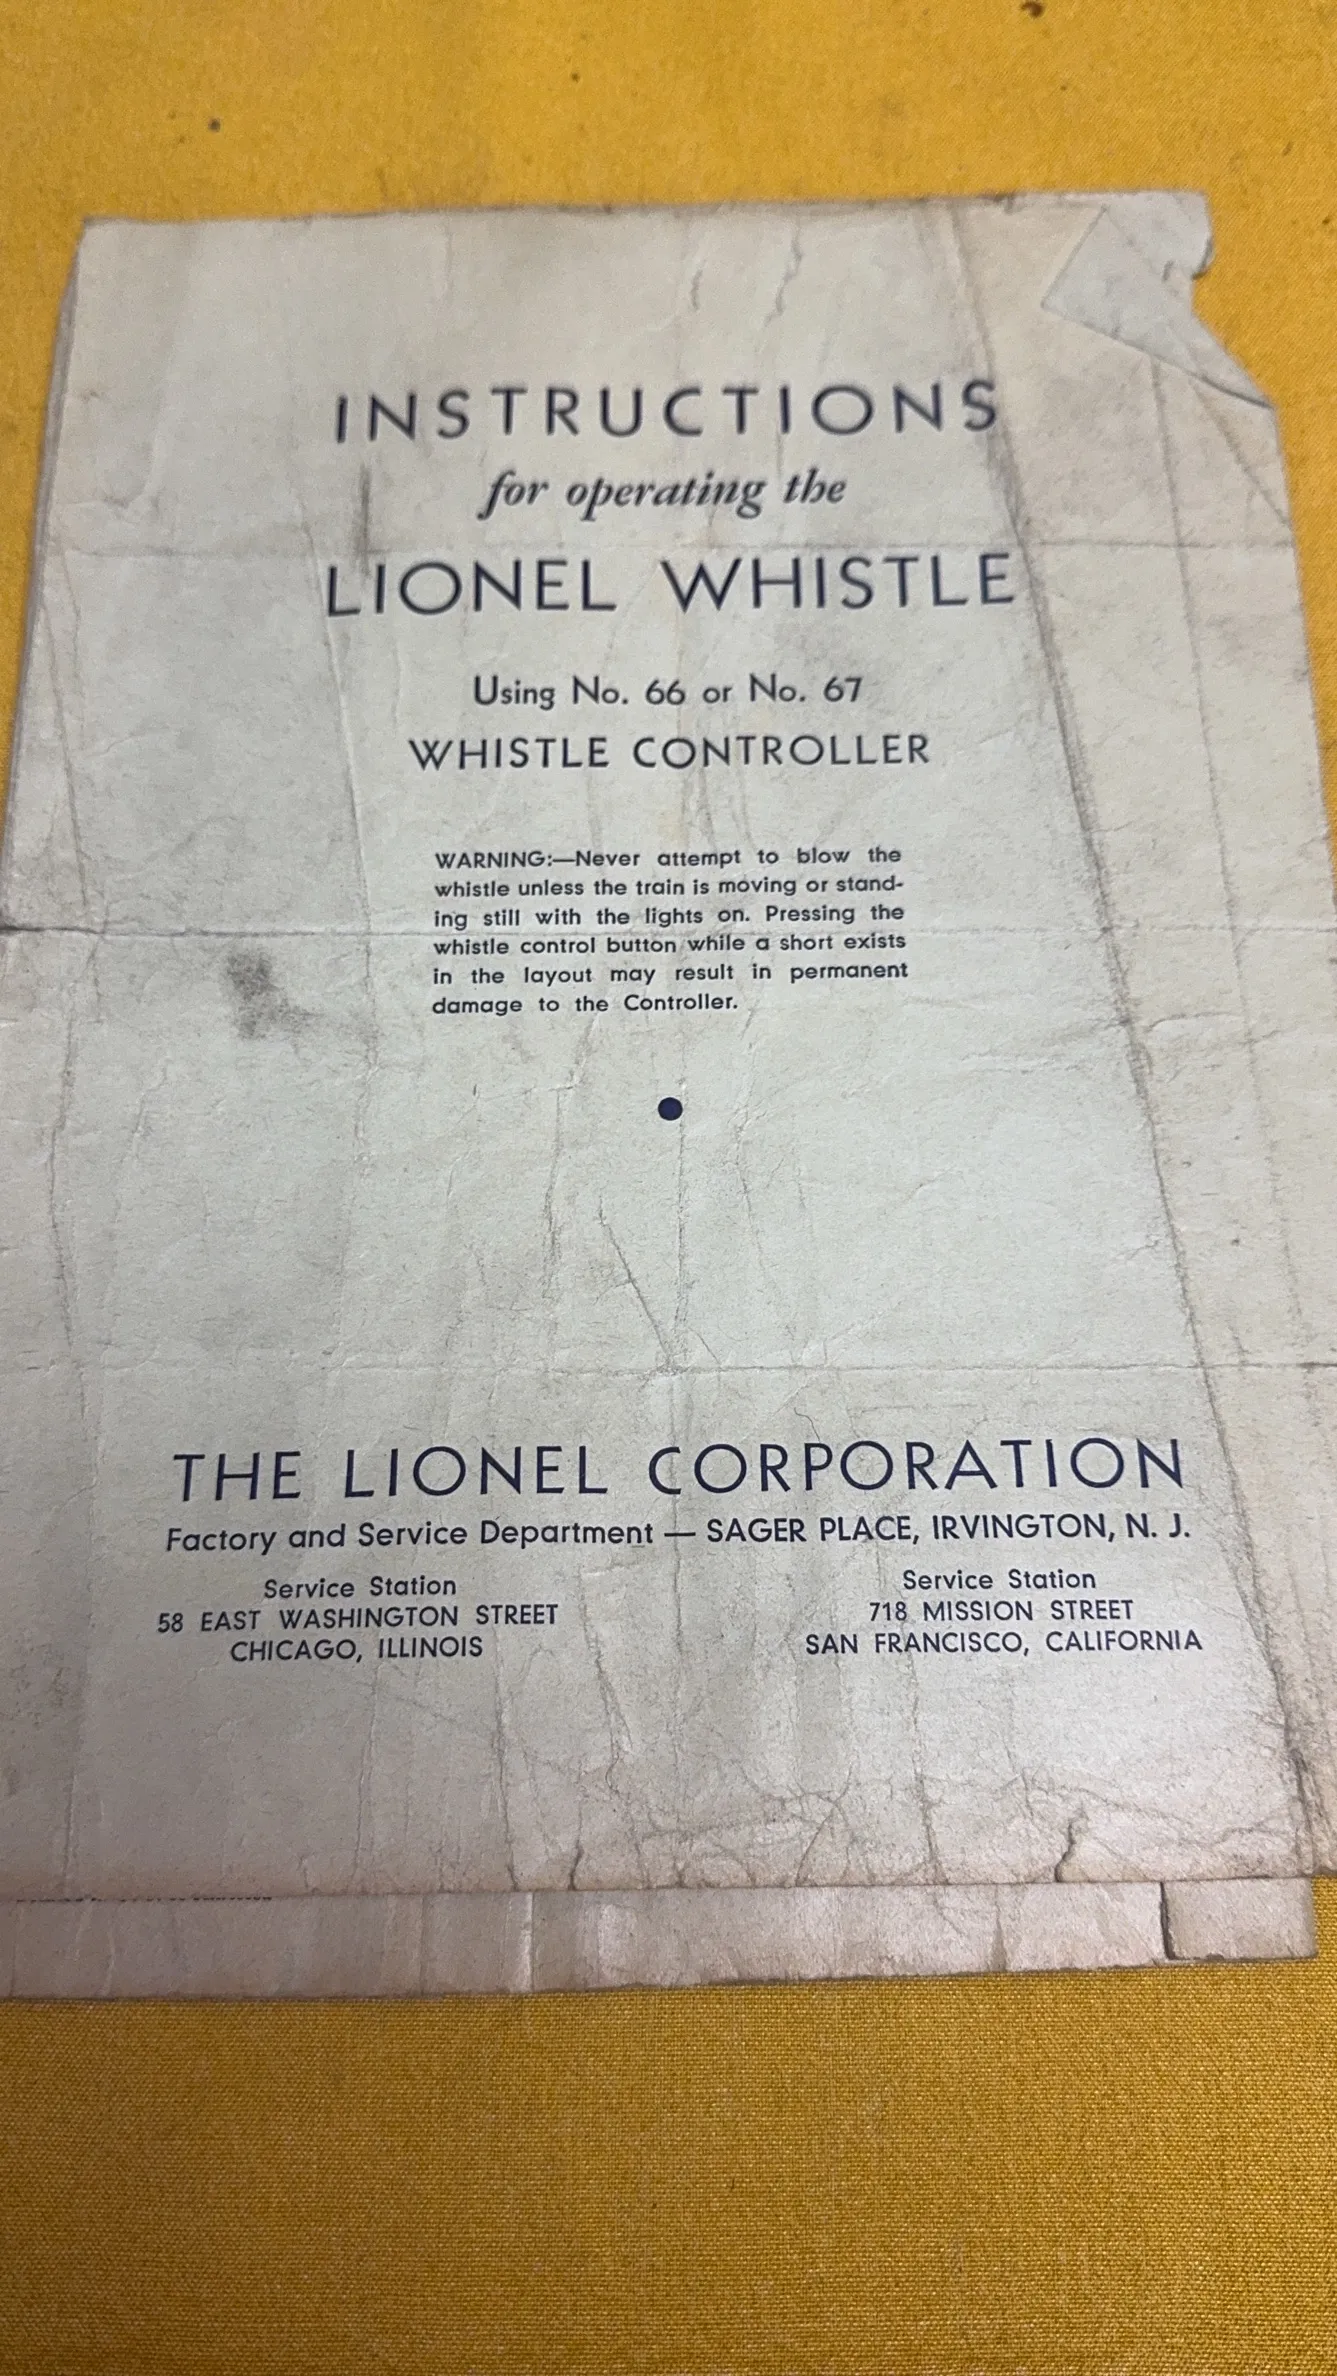 INSTRUCTIONS
for operating the
LIONEL WHISTLE
Using No. 66 or No. 67
WHISTLE CONTROLLER
WARNING:—Never attempt to blow the
whistle unless the train is moving or stand-
ing still with the lights on. Pressing the
whistle control button while a short exists
in the layout may result in permanent
damage to the Controller.
THE LIONEL CORPORATION
Factory and Service Department — SAGER PLACE, IRVINGTON, N. J.
Service Station
58 EAST WASHINGTON STREET
CHICAGO, ILLINOIS
Service Station
718 MISSION STREET
SAN FRANCISCO, CALIFORNIA